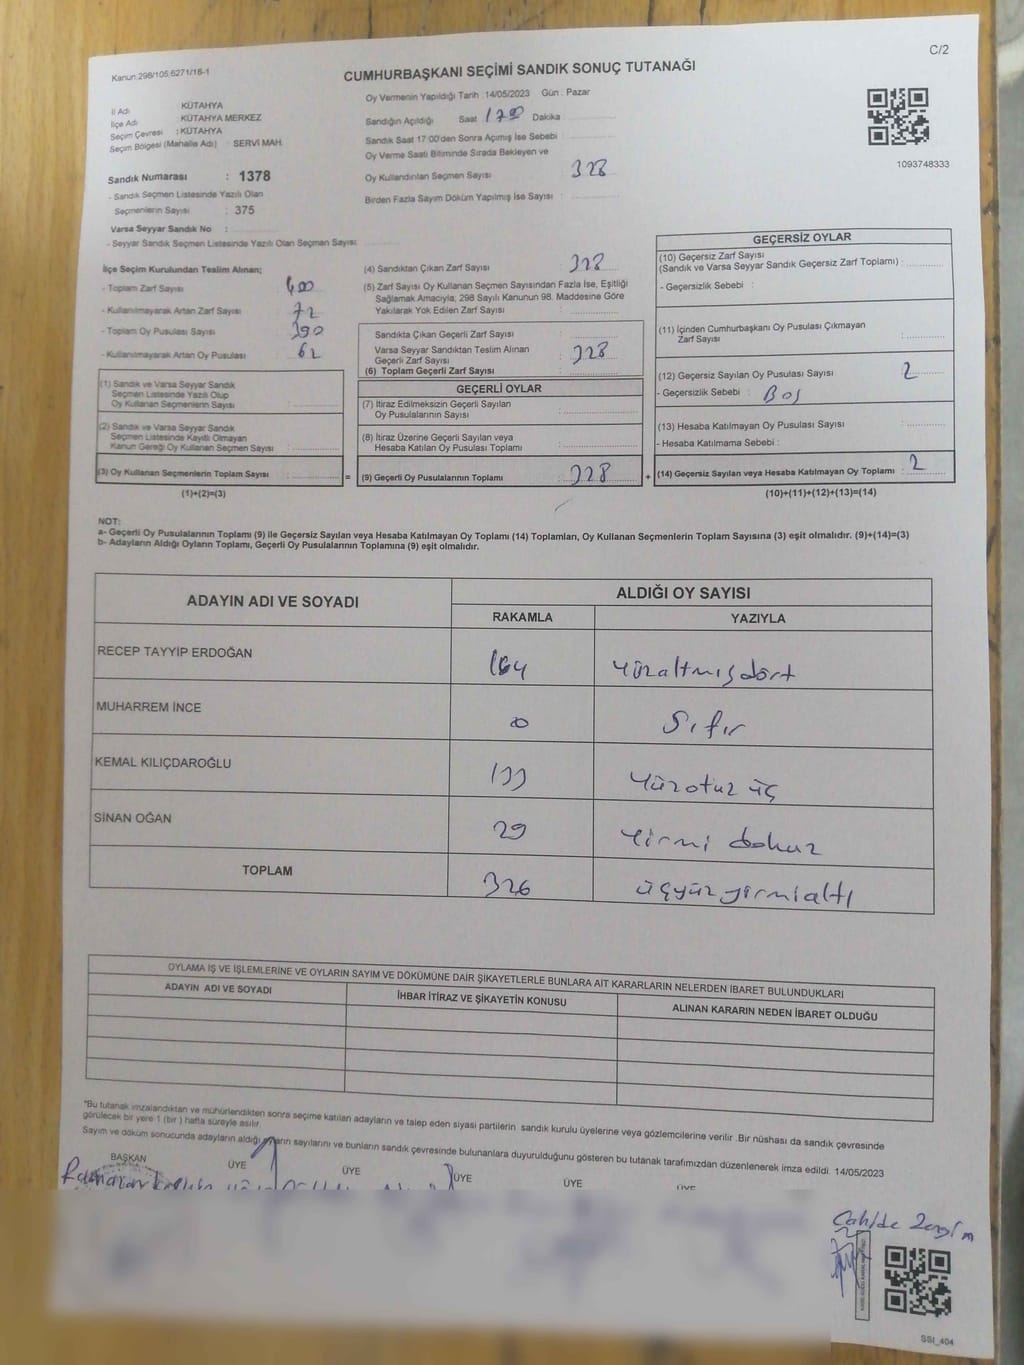 Kanun:298/105.6271/16-1
C/2
CUMHURBAŞKANI SEÇİMİ SANDIK SONUÇ TUTANAĞI
İl Adı : KÜTAHYA
İlçe Adı : KÜTAHYA MERKEZ
Seçim Çevresi : KÜTAHYA
Seçim Bölgesi (Mahalle Adı) : SERVİ MAH.
Sandık Numarası : 1378
- Sandık Seçmen Listesinde Yazılı Olan
Seçmenlerin Sayısı : 375
Varsa Seyyar Sandık No :
- Seyyar Sandık Seçmen Listesinde Yazılı Olan Seçmen Sayısı
Oy Vermenin Yapıldığı Tarih :14/05/2023 Gün : Pazar
Sandığın Açıldığı Saat 1700 Dakika
Sandık Saat 17:00'den Sonra Açımış İse Sebebi :
Oy Verme Saati Bitiminde Sırada Bekleyen ve
Oy Kullandırılan Seçmen Sayısı : 328
Birden Fazla Sayım Döküm Yapılmış İse Sayısı :
1093748333
İlçe Seçim Kurulundan Teslim Alınan;
- Toplam Zarf Sayısı : 400
- Kullanılmayarak Artan Zarf Sayısı : 72
- Toplam Oy Pusulası Sayısı : 390
- Kullanılmayarak Artan Oy Pusulası : 62
(1) Sandık ve Varsa Seyyar Sandık
Seçmen Listesinde Yazılı Olup
Oy Kullanan Seçmenlerin Sayısı :
(2) Sandık ve Varsa Seyyar Sandık
Seçmen Listesinde Kayıtlı Olmayan
Kanun Gereği Oy Kullanan Seçmen Sayısı :
(3) Oy Kullanan Seçmenlerin Toplam Sayısı :
(1)+(2)=(3)
(4) Sandıktan Çıkan Zarf Sayısı : 328
(5) Zarf Sayısı Oy Kullanan Seçmen Sayısından Fazla İse, Eşitliği
Sağlamak Amacıyla; 298 Sayılı Kanunun 98. Maddesine Göre
Yakılarak Yok Edilen Zarf Sayısı :
Sandıkta Çıkan Geçerli Zarf Sayısı :
Varsa Seyyar Sandıktan Teslim Alınan
Geçerli Zarf Sayısı : 328
(6) Toplam Geçerli Zarf Sayısı :
GEÇERLİ OYLAR
(7) İtiraz Edilmeksizin Geçerli Sayılan
Oy Pusulalarının Sayısı :
(8) İtiraz Üzerine Geçerli Sayılan veya
Hesaba Katılan Oy Pusulası Toplamı :
= (9) Geçerli Oy Pusulalarının Toplamı : 328 +
GEÇERSİZ OYLAR
(10) Geçersiz Zarf Sayısı
(Sandık ve Varsa Seyyar Sandık Geçersiz Zarf Toplamı) :
- Geçersizlik Sebebi :
(11) İçinden Cumhurbaşkanı Oy Pusulası Çıkmayan
Zarf Sayısı :
(12) Geçersiz Sayılan Oy Pusulası Sayısı : 2
- Geçersizlik Sebebi : Boş
(13) Hesaba Katılmayan Oy Pusulası Sayısı :
- Hesaba Katılmama Sebebi :
(14) Geçersiz Sayılan veya Hesaba Katılmayan Oy Toplamı : 2
(10)+(11)+(12)+(13)=(14)
NOT:
a- Geçerli Oy Pusulalarının Toplamı (9) ile Geçersiz Sayılan veya Hesaba Katılmayan Oy Toplamı (14) Toplamları, Oy Kullanan Seçmenlerin Toplam Sayısına (3) eşit olmalıdır. (9)+(14)=(3)
b- Adayların Aldığı Oyların Toplamı, Geçerli Oy Pusulalarının Toplamına (9) eşit olmalıdır.
ADAYIN ADI VE SOYADI
ALDIĞI OY SAYISI
RAKAMLA YAZIYLA
RECEP TAYYİP ERDOĞAN 164 Yüzaltmışdört
MUHARREM İNCE 0 Sıfır
KEMAL KILIÇDAROĞLU 133 Yüzotuz üç
SİNAN OĞAN 29 Yirmi dokuz
TOPLAM 326 üçyüzyirmialtı
OYLAMA İŞ VE İŞLEMLERİNE VE OYLARIN SAYIM VE DÖKÜMÜNE DAİR ŞİKAYETLERLE BUNLARA AİT KARARLARIN NELERDEN İBARET BULUNDUKLARI
ADAYIN ADI VE SOYADI İHBAR İTİRAZ VE ŞİKAYETİN KONUSU ALINAN KARARIN NEDEN İBARET OLDUĞU
*Bu tutanak imzalandıktan ve mühürlendikten sonra seçime katılan adayların ve talep eden siyasi partilerin sandık kurulu üyelerine veya gözlemcilerine verilir .Bir nüshası da sandık çevresinde
görülecek bir yere 1 (bir ) hafta süreyle asılır.
Sayım ve döküm sonucunda adayların aldığı oyların sayılarını ve bunların sandık çevresinde bulunanlara duyurulduğunu gösteren bu tutanak tarafımızdan düzenlenerek imza edildi. 14/05/2023
BAŞKAN ÜYE ÜYE ÜYE ÜYE ÜYE
Ramazan
Cahide Zengin
SSI_404